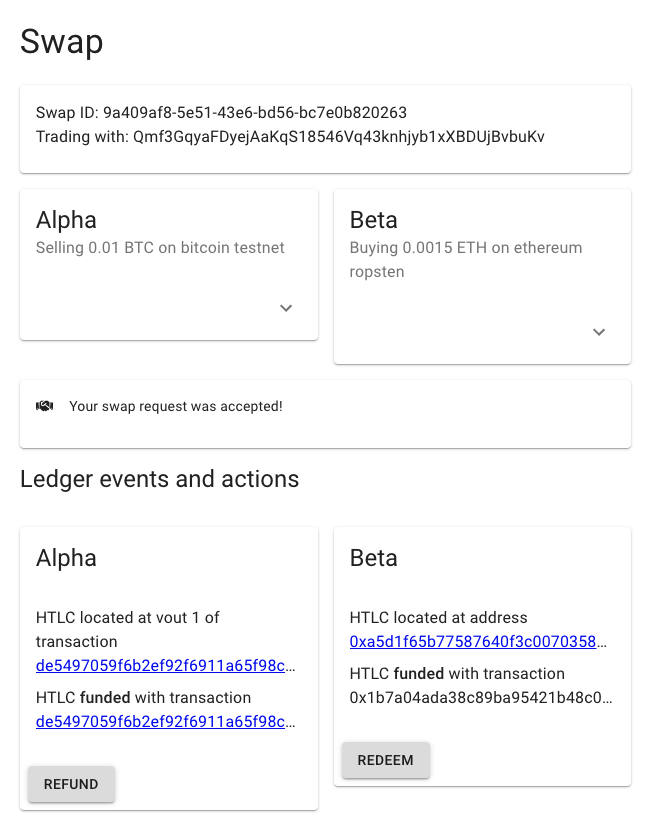 Swap
Swap ID: 9a409af8-5e51-43e6-bd56-bc7e0b820263
Trading with: Qmf3GqyaFDyejAaKqS18546Vq43knhjyb1xXBDUjBvbuKv
Alpha
Selling 0.01 BTC on bitcoin testnet
Beta
Buying 0.0015 ETH on ethereum
ropsten
Your swap request was accepted!
Ledger events and actions
Alpha
HTLC located at vout 1 of
transaction
de5497059f6b2ef92f6911a65f98c...
HTLC funded with transaction
de5497059f6b2ef92f6911a65f98c...
REFUND
Beta
HTLC located at address
0xa5d1f65b77587640f3c0070358...
HTLC funded with transaction
0x1b7a04ada38c89ba95421b48c0...
REDEEM